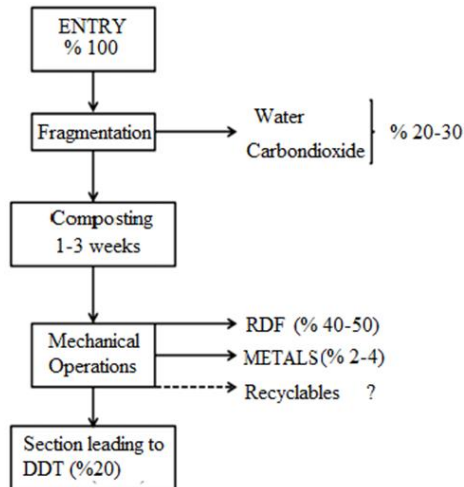 ENTRY
% 100
Fragmentation
Water
Carbondioxide
% 20-30
Composting
1-3 weeks
Mechanical
Operations
RDF (% 40-50)
METALS(% 2-4)
Recyclables ?
Section leading to
DDT (%20)